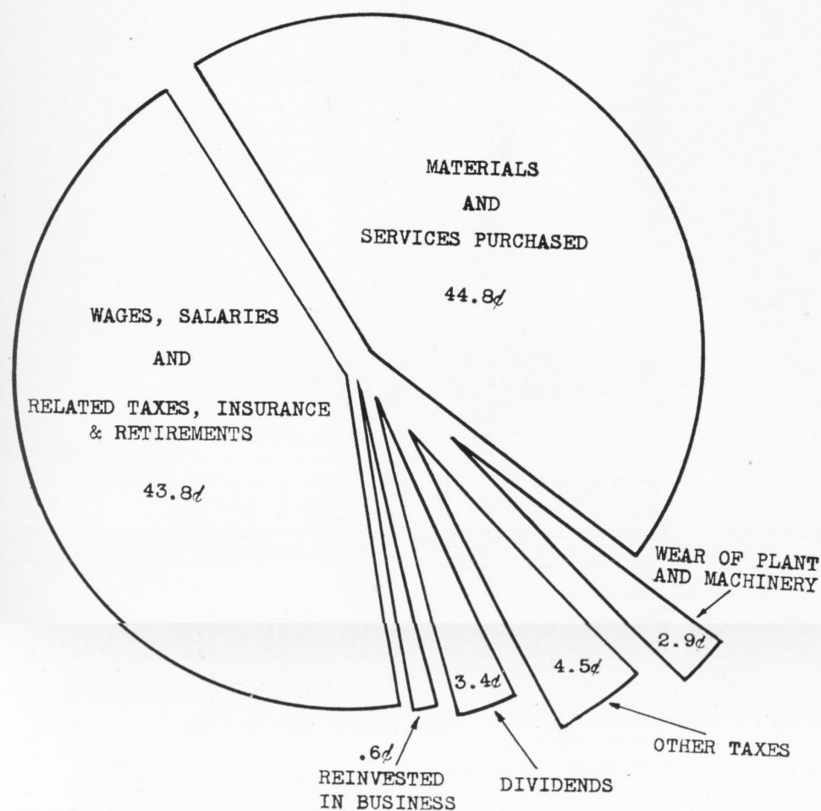 MATERIALS
AND
SERVICES PURCHASED
44.8¢
WAGES, SALARIES
AND
RELATED TAXES, INSURANCE
& RETIREMENTS
43.8¢
WEAR OF PLANT
AND MACHINERY
2.9¢
4.5¢
OTHER TAXES
3.4¢
DIVIDENDS
.6¢
REINVESTED
IN BUSINESS